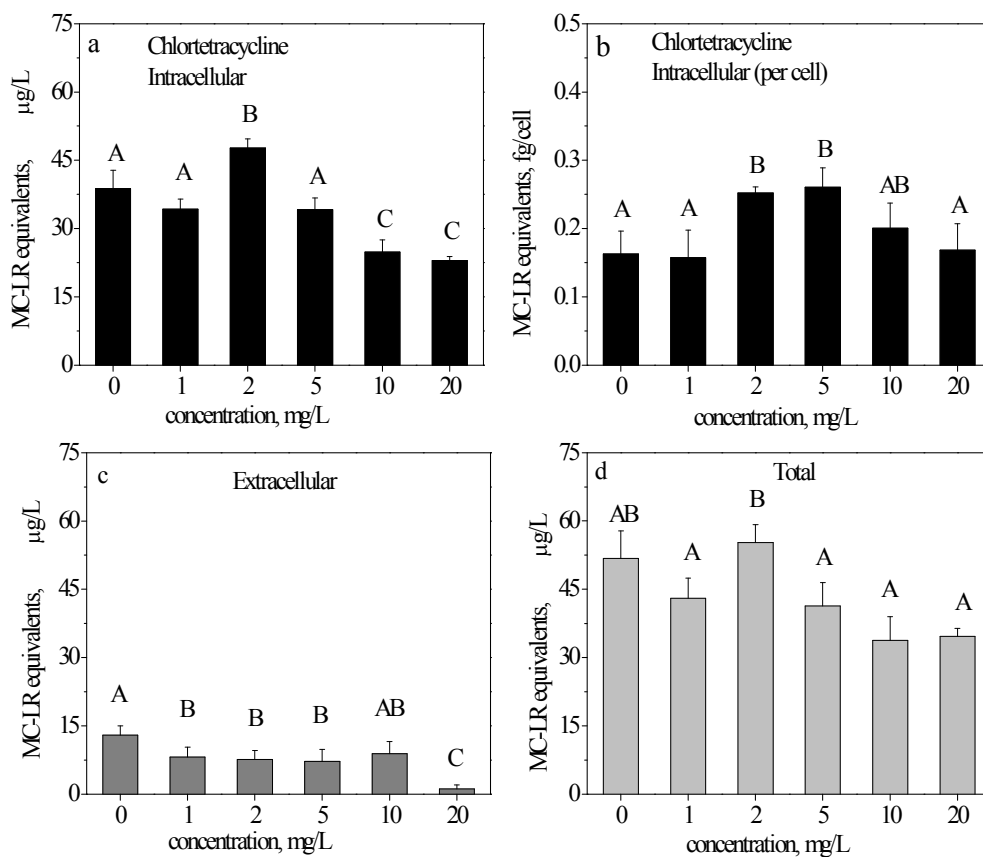 a
Chlortetracycline
Intracellular
MC-LR equivalents, µg/L
75
60
45
30
15
0
A
A
B
A
C
C
0 1 2 5 10 20
concentration, mg/L
b
Chlortetracycline
Intracellular (per cell)
MC-LR equivalents, fg/cell
0.5
0.4
0.3
0.2
0.1
0.0
A
A
B
B
AB
A
0 1 2 5 10 20
concentration, mg/L
c
Extracellular
MC-LR equivalents, µg/L
75
60
45
30
15
0
A
B
B
B
AB
C
0 1 2 5 10 20
concentration, mg/L
d
Total
MC-LR equivalents, µg/L
75
60
45
30
15
0
AB
A
B
A
A
A
0 1 2 5 10 20
concentration, mg/L